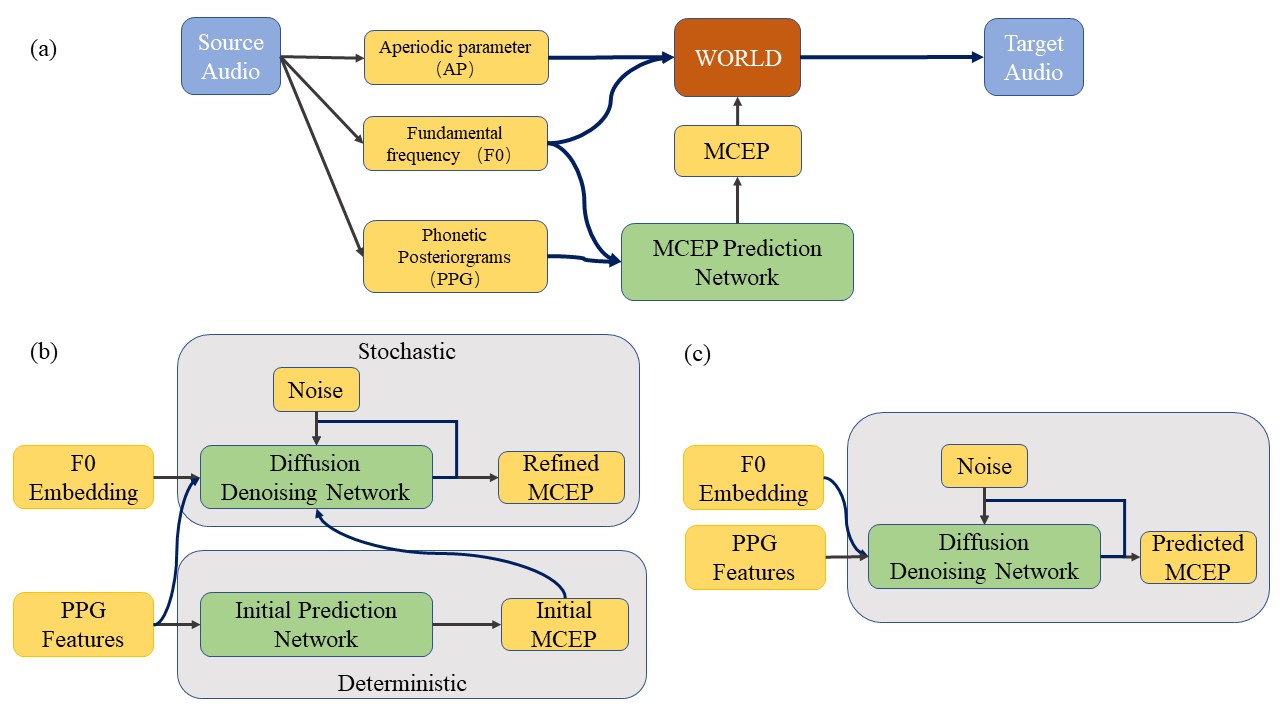 (a)
Source
Audio
Aperiodic parameter
（AP）
Fundamental
frequency （F0）
Phonetic
Posteriorgrams
（PPG）
WORLD
MCEP
MCEP Prediction
Network
Target
Audio
(b)
Stochastic
Noise
F0
Embedding
Diffusion
Denoising Network
Refined
MCEP
PPG
Features
Initial Prediction
Network
Initial
MCEP
Deterministic
(c)
Noise
F0
Embedding
PPG
Features
Diffusion
Denoising Network
Predicted
MCEP